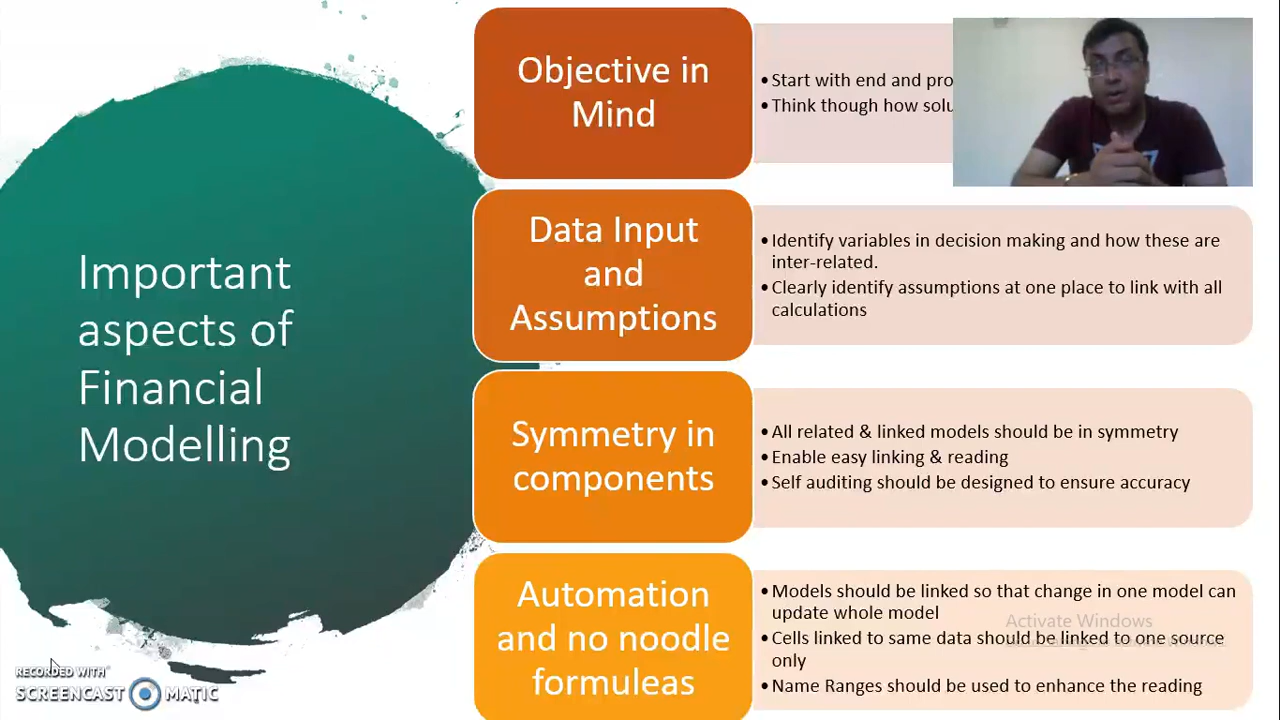 Important
aspects of
Financial
Modelling
Objective in
Mind
•Start with end and pro
•Think though how solu
Data Input
and
Assumptions
•Identify variables in decision making and how these are
inter-related.
•Clearly identify assumptions at one place to link with all
calculations
Symmetry in
components
•All related & linked models should be in symmetry
•Enable easy linking & reading
•Self auditing should be designed to ensure accuracy
Automation
and no noodle
formuleas
•Models should be linked so that change in one model can
update whole model
•Cells linked to same data should be linked to one source
only
•Name Ranges should be used to enhance the reading
Activate Windows
RECORDED WITH
SCREENCAST MATIC